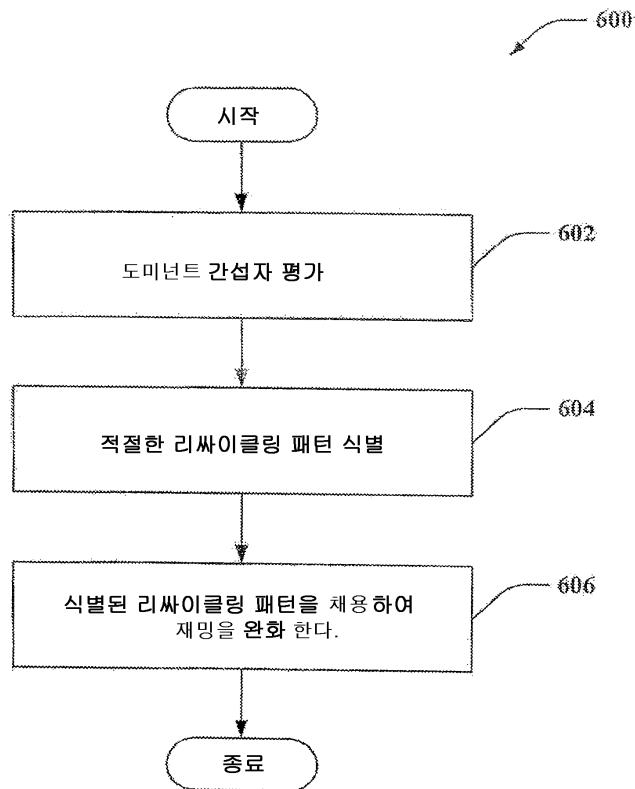 600
시작
602
도미넌트 간섭자 평가
604
적절한 리싸이클링 패턴 식별
606
식별된 리싸이클링 패턴을 채용하여
재밍을 완화 한다.
종료